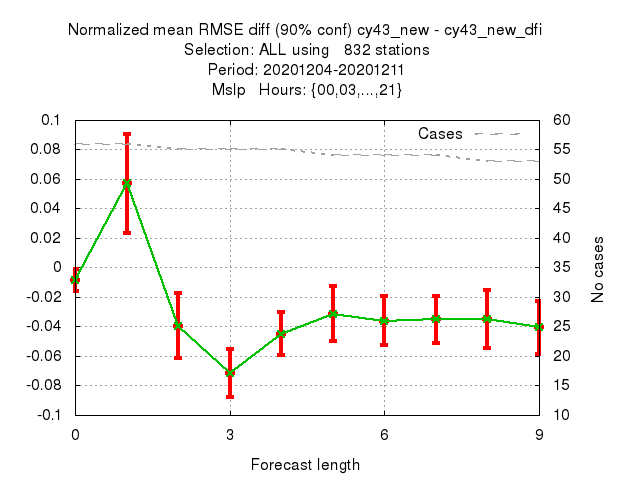 Normalized mean RMSE diff (90% conf) cy43_new - cy43_new_dfi
Selection: ALL using   832 stations
Period: 20201204-20201211
Mslp   Hours: {00,03,...,21}
Cases
0.1
0.08
0.06
0.04
0.02
0
-0.02
-0.04
-0.06
-0.08
-0.1
60
55
50
45
40
35
30
25
20
15
10
No cases
0 3 6 9
Forecast length